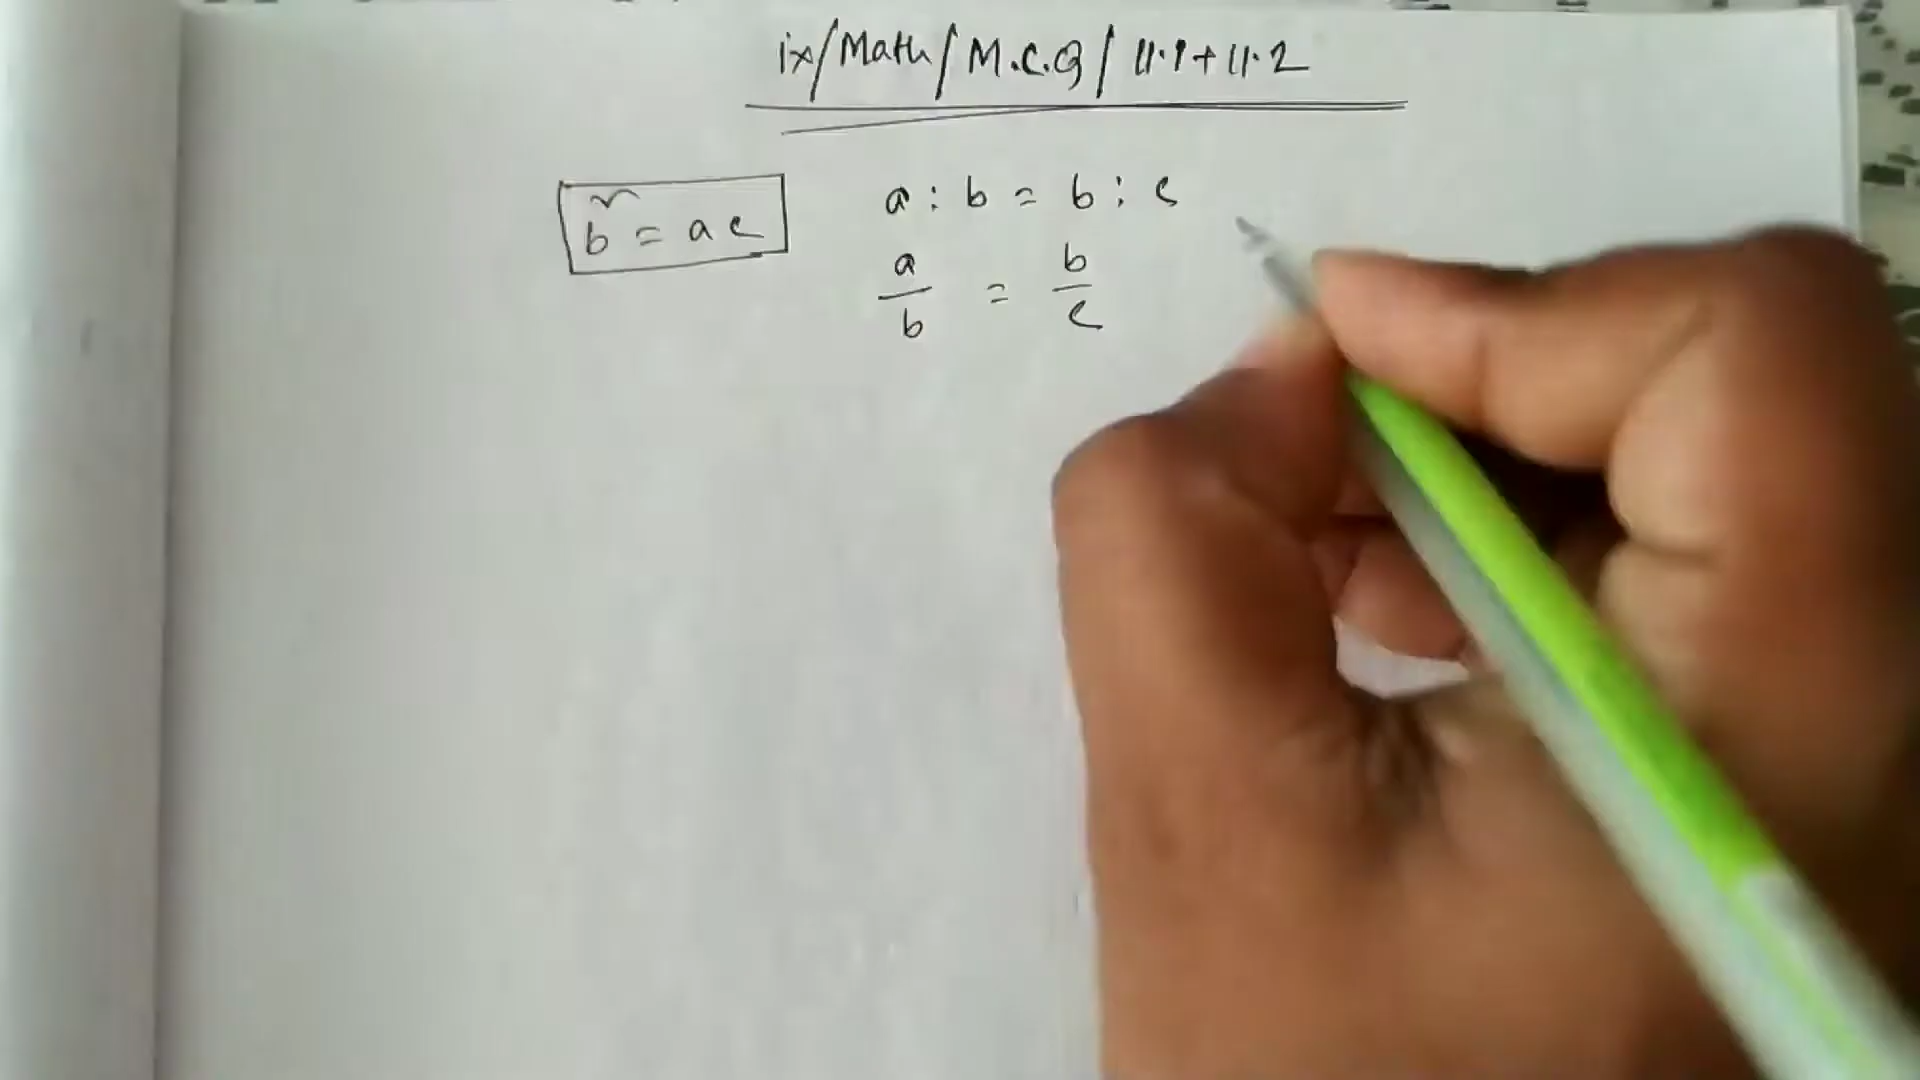 ix/Math/M.C.Q/11.1+11.2
b² = ac
a : b = b : c
a/b = b/c